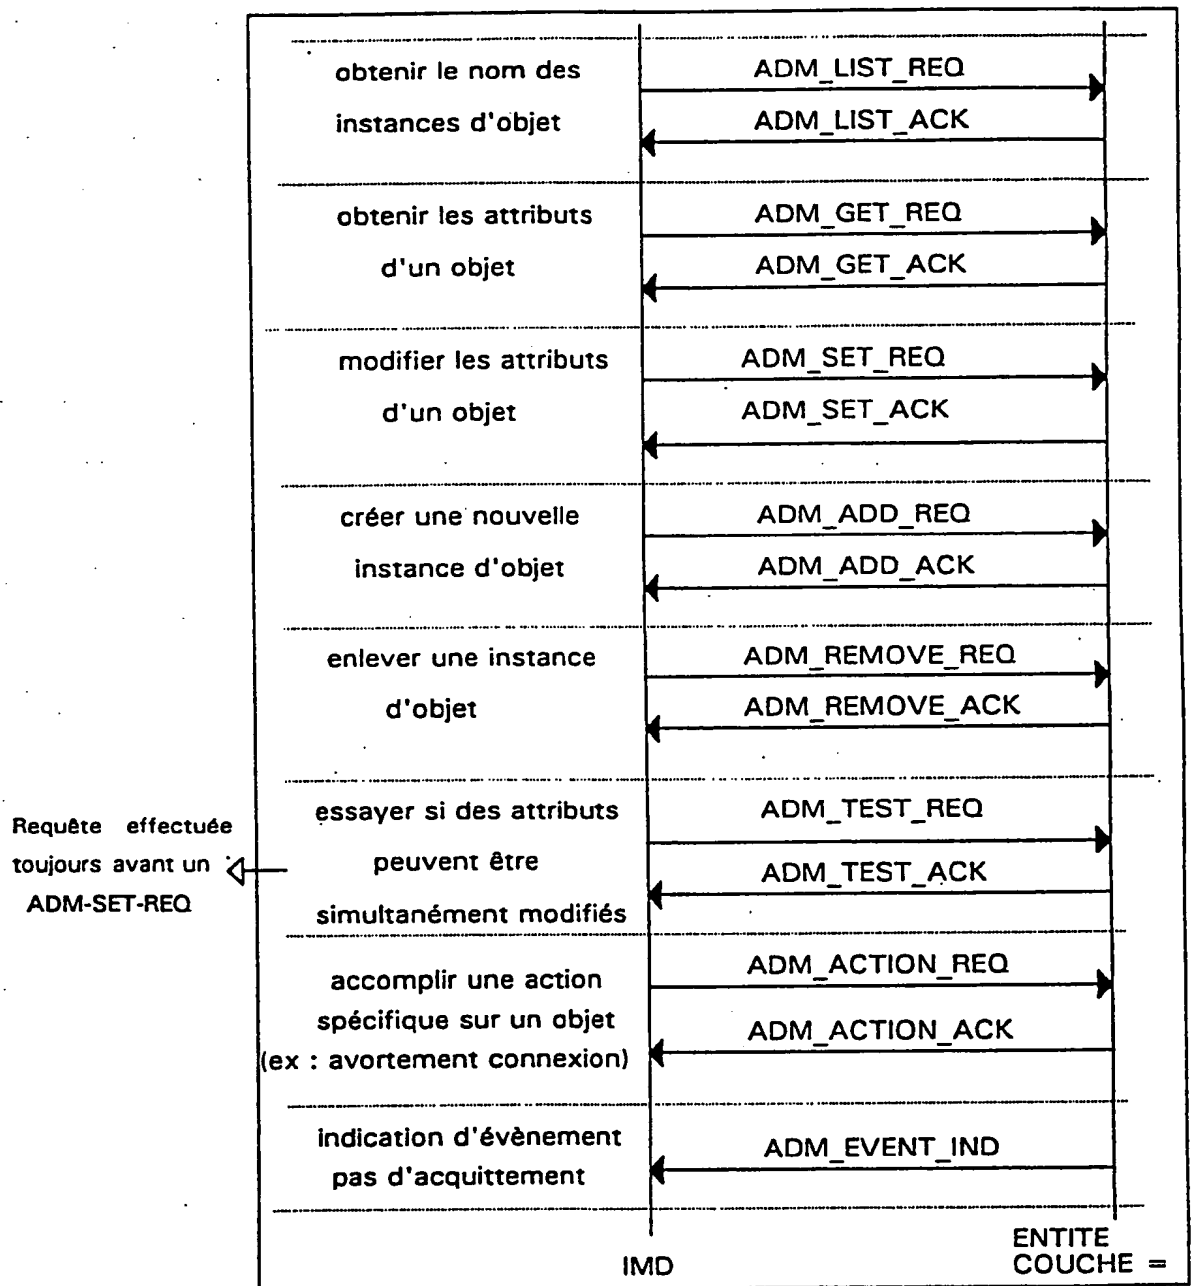 obtenir le nom des
instances d'objet
ADM_LIST_REQ
ADM_LIST_ACK
obtenir les attributs
d'un objet
ADM_GET_REQ
ADM_GET_ACK
modifier les attributs
d'un objet
ADM_SET_REQ
ADM_SET_ACK
créer une nouvelle
instance d'objet
ADM_ADD_REQ
ADM_ADD_ACK
enlever une instance
d'objet
ADM_REMOVE_REQ
ADM_REMOVE_ACK
Requête effectuée
toujours avant un
ADM-SET-REQ
essayer si des attributs
peuvent être
simultanément modifiés
ADM_TEST_REQ
ADM_TEST_ACK
accomplir une action
spécifique sur un objet
(ex : avortement connexion)
ADM_ACTION_REQ
ADM_ACTION_ACK
indication d'évènement
pas d'acquittement
ADM_EVENT_IND
IMD
ENTITE
COUCHE =